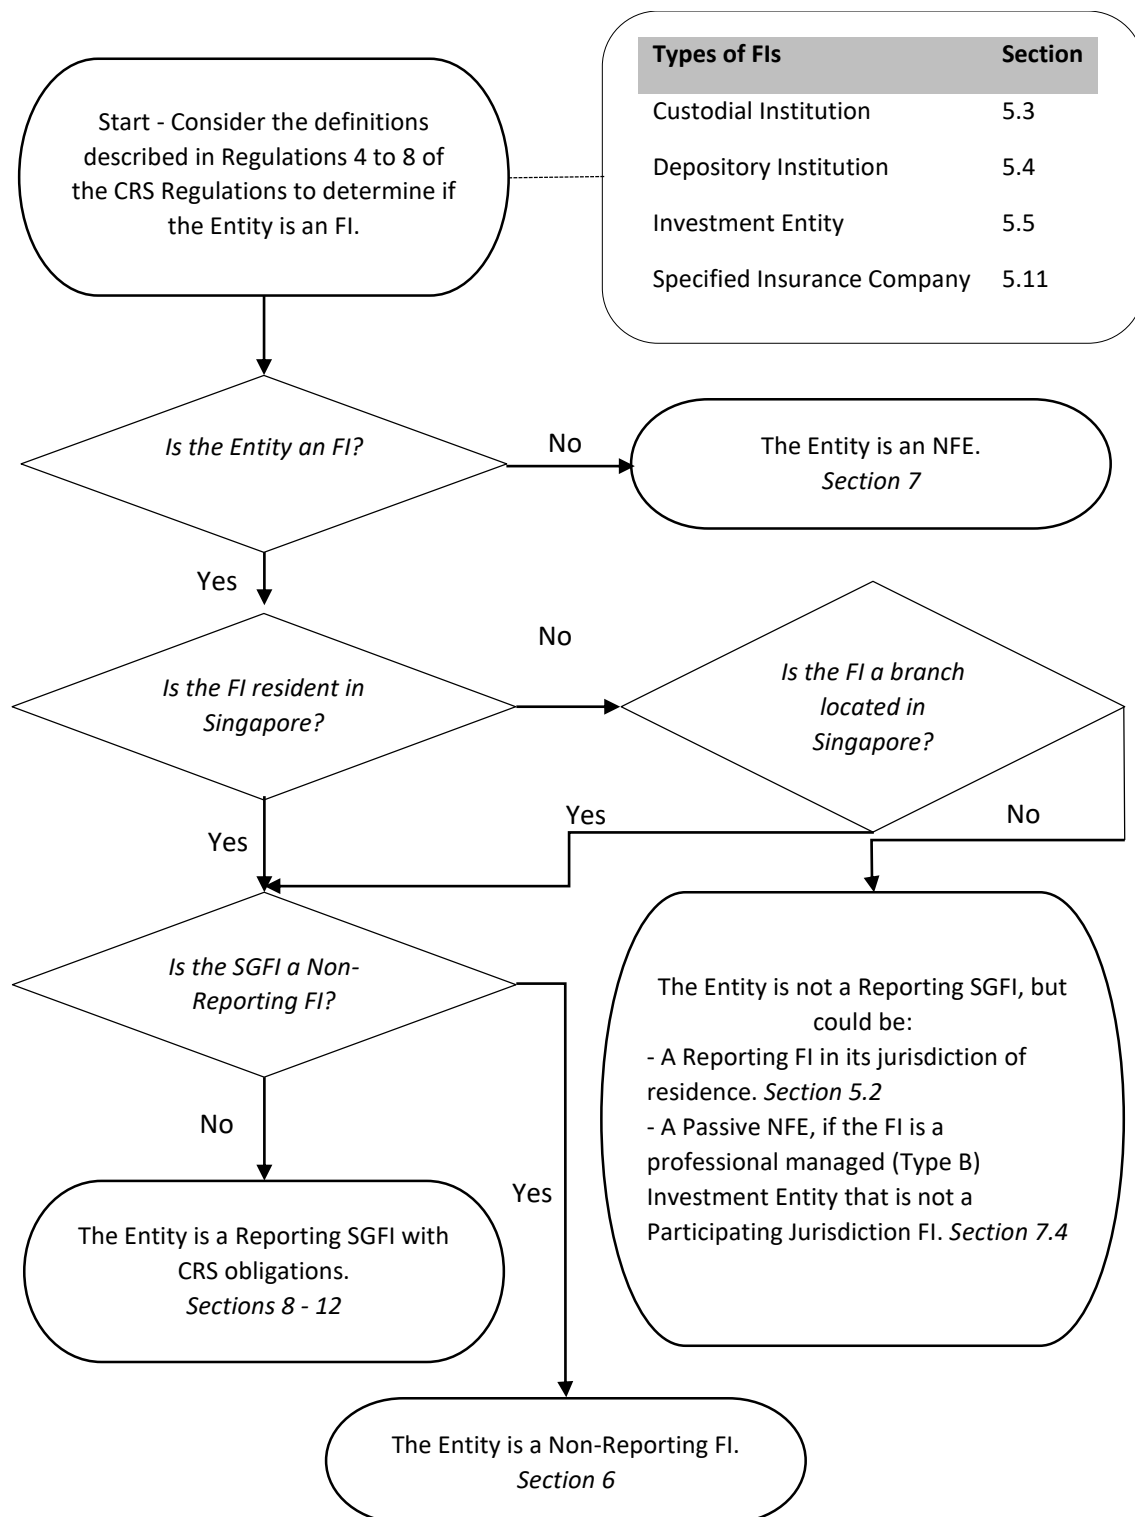 Start - Consider the definitions
described in Regulations 4 to 8 of
the CRS Regulations to determine if
the Entity is an FI.
Types of FIs Section
Custodial Institution 5.3
Depository Institution 5.4
Investment Entity 5.5
Specified Insurance Company 5.11
Is the Entity an FI?
No
The Entity is an NFE.
Section 7
Yes
Is the FI resident in
Singapore?
No
Is the FI a branch
located in
Singapore?
Yes
Yes
No
Is the SGFI a Non-
Reporting FI?
The Entity is not a Reporting SGFI, but
could be:
- A Reporting FI in its jurisdiction of
residence. Section 5.2
- A Passive NFE, if the FI is a
professional managed (Type B)
Investment Entity that is not a
Participating Jurisdiction FI. Section 7.4
No
Yes
The Entity is a Reporting SGFI with
CRS obligations.
Sections 8 - 12
The Entity is a Non-Reporting FI.
Section 6